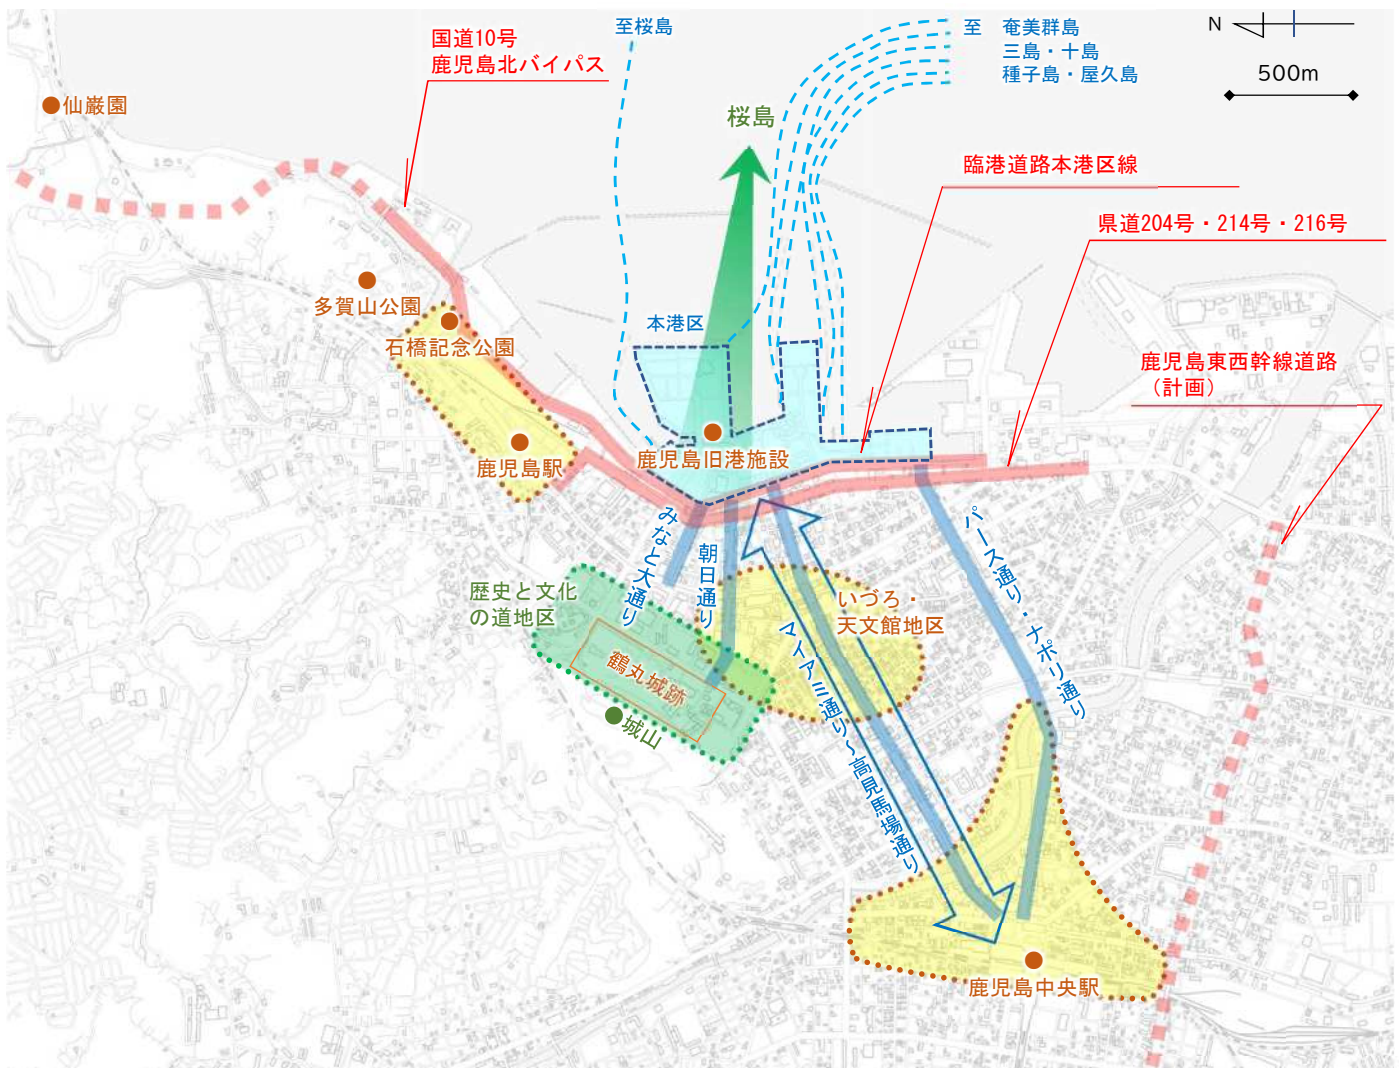 至桜島
至　奄美群島
三島・十島
種子島・屋久島
N
500m
国道10号
鹿児島北バイパス
仙巌園
桜島
臨港道路本港区線
県道204号・214号・216号
多賀山公園
石橋記念公園
本港区
鹿児島東西幹線道路
（計画）
鹿児島駅
鹿児島旧港施設
みなと大通り
朝日通り
パース通り・ナポリ通り
歴史と文化
の道地区
いづろ・
天文館地区
マイアミ通り～高見馬場通り
鶴丸城跡
城山
鹿児島中央駅